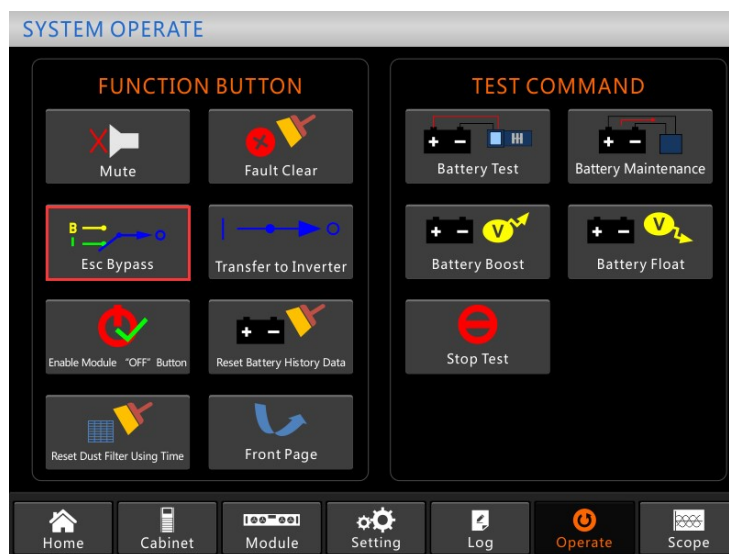 SYSTEM OPERATE
FUNCTION BUTTON
Mute
Fault Clear
B
I
O
Esc Bypass
I
O
Transfer to Inverter
Enable Module “OFF” Button
+ -
Reset Battery History Data
Reset Dust Filter Using Time
Front Page
TEST COMMAND
+ -
Battery Test
+ -
Battery Maintenance
+ - V
Battery Boost
+ - V
Battery Float
Stop Test
Home
Cabinet
Module
Setting
Log
Operate
Scope